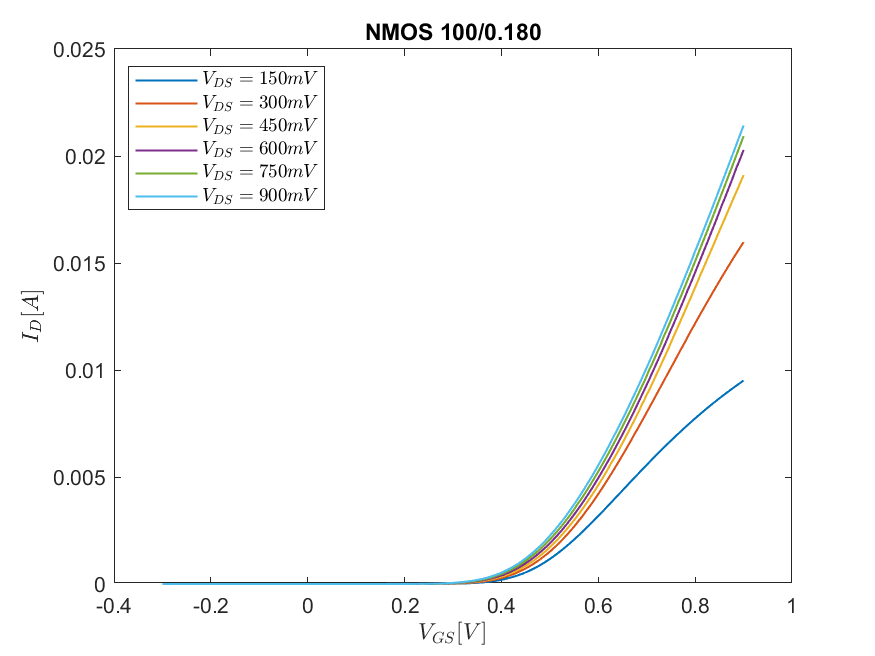 NMOS 100/0.180
0.025
0.02
0.015
0.01
0.005
0
I_D[A]
V_DS = 150mV
V_DS = 300mV
V_DS = 450mV
V_DS = 600mV
V_DS = 750mV
V_DS = 900mV
-0.4 -0.2 0 0.2 0.4 0.6 0.8 1
V_GS[V]